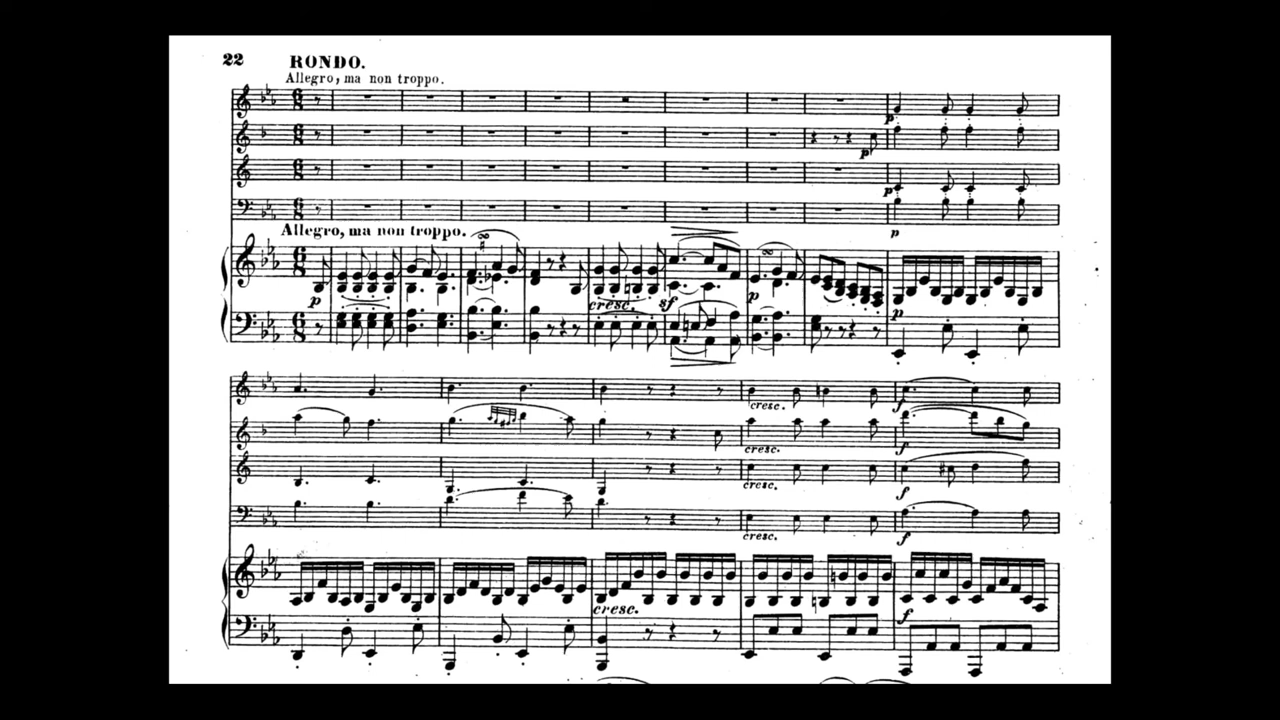 22 RONDO.
Allegro, ma non troppo.
p
p
p
p
Allegro, ma non troppo.
p
cresc.
sf
p
p
cresc.
f
cresc.
f
cresc.
f
cresc.
f
cresc.
f